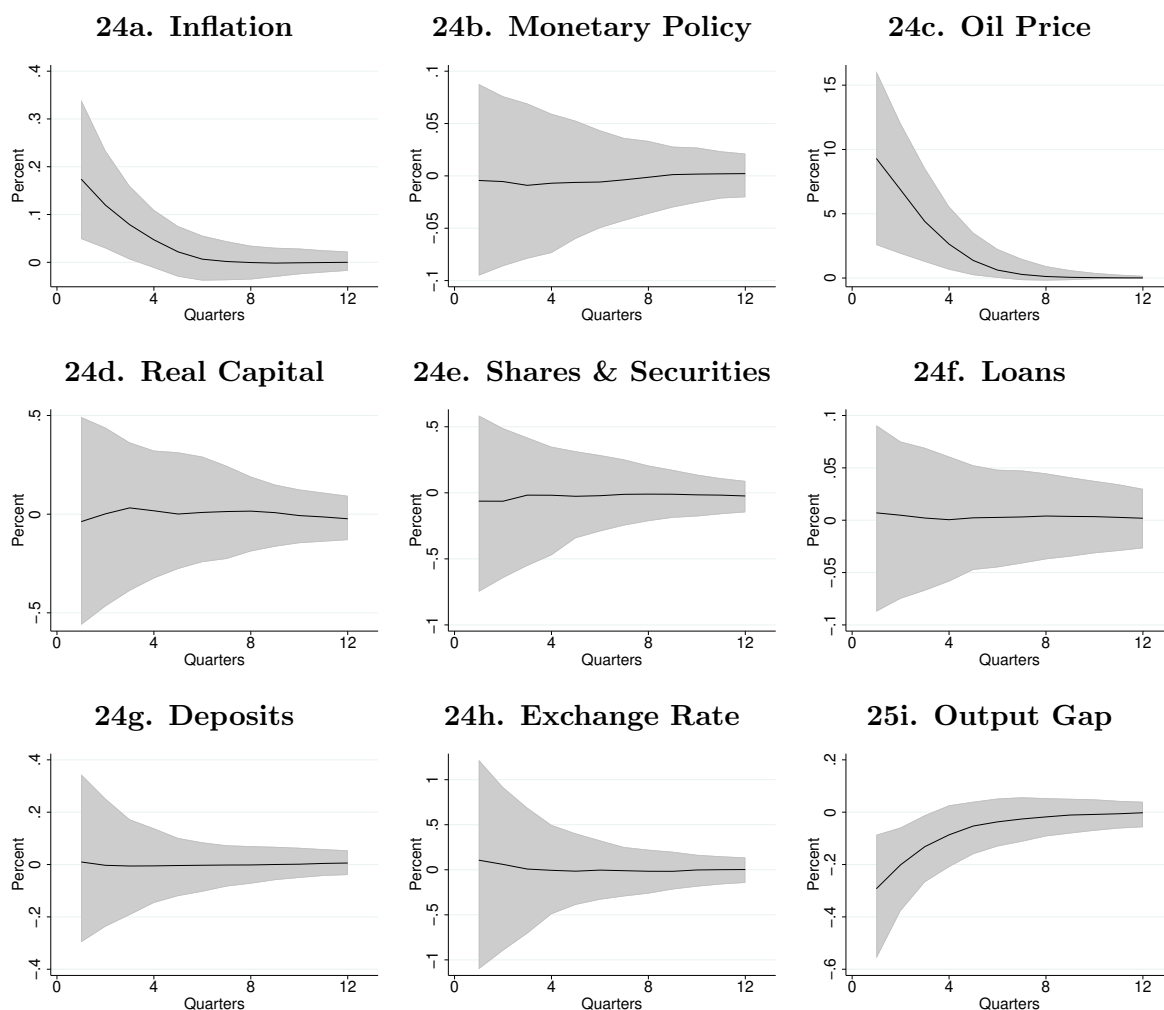 24a. Inflation
24b. Monetary Policy
24c. Oil Price
Percent
.4
.3
.2
.1
0
0 4 8 12
Quarters
Percent
.1
.05
0
-.05
-.1
0 4 8 12
Quarters
Percent
15
10
5
0
0 4 8 12
Quarters
24d. Real Capital
24e. Shares & Securities
24f. Loans
Percent
.5
0
-.5
0 4 8 12
Quarters
Percent
.5
0
-.5
-1
0 4 8 12
Quarters
Percent
.1
.05
0
-.05
-.1
0 4 8 12
Quarters
24g. Deposits
24h. Exchange Rate
25i. Output Gap
Percent
.4
.2
0
-.2
-.4
0 4 8 12
Quarters
Percent
1
.5
0
-.5
-1
0 4 8 12
Quarters
Percent
.2
0
-.2
-.4
-.6
0 4 8 12
Quarters